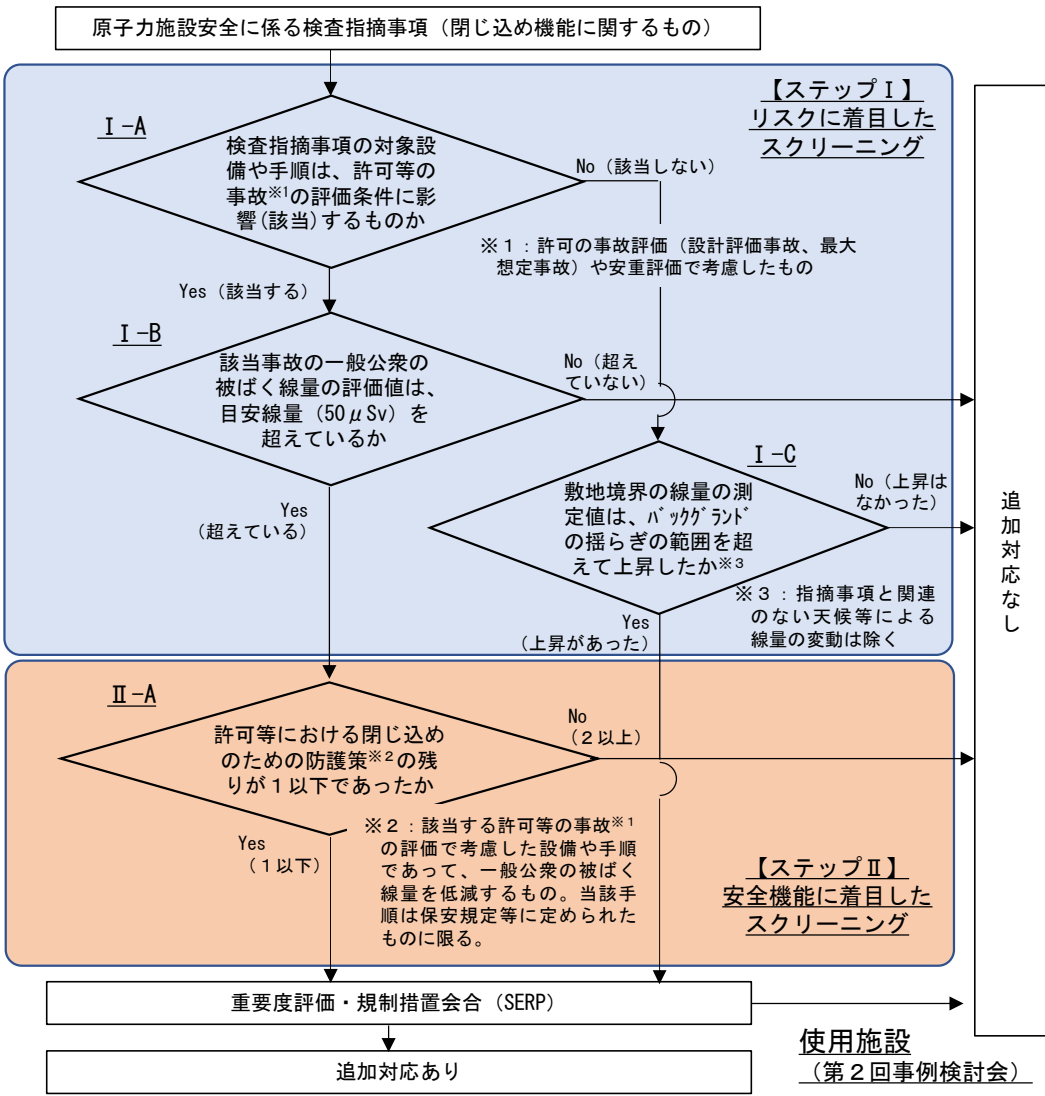 原子力施設安全に係る検査指摘事項（閉じ込め機能に関するもの）
【ステップⅠ】
リスクに着目した
スクリーニング
Ⅰ-A
検査指摘事項の対象設
備や手順は、許可等の
事故※1の評価条件に影
響(該当)するものか
No（該当しない）
※１：許可の事故評価（設計評価事故、最大
想定事故）や安重評価で考慮したもの
Yes（該当する）
Ⅰ-B
該当事故の一般公衆の
被ばく線量の評価値は、
目安線量（50μSv）を
超えているか
No（超え
ていない）
Yes
（超えている）
Ⅰ-C
敷地境界の線量の測
定値は、ﾊﾞｯｸｸﾞﾗﾝﾄﾞ
の揺らぎの範囲を超
えて上昇したか※3
No（上昇は
なかった）
※３：指摘事項と関連
のない天候等による
線量の変動は除く
Yes
（上昇があった）
追加対応なし
Ⅱ-A
許可等における閉じ込め
のための防護策※2の残
りが１以下であったか
No
（２以上）
Yes
（１以下）
※２：該当する許可等の事故※1
の評価で考慮した設備や手順
であって、一般公衆の被ばく
線量を低減するもの。当該手
順は保安規定等に定められた
ものに限る。
【ステップⅡ】
安全機能に着目した
スクリーニング
重要度評価・規制措置会合（SERP）
追加対応あり
使用施設
（第２回事例検討会）